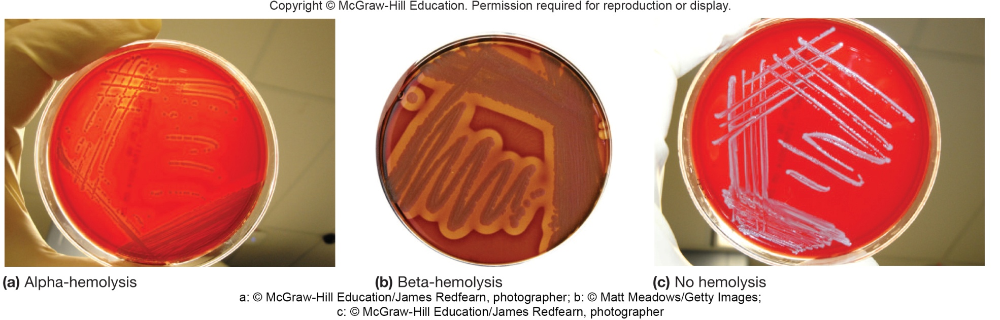 Copyright © McGraw-Hill Education. Permission required for reproduction or display.
(a) Alpha-hemolysis
(b) Beta-hemolysis
(c) No hemolysis
a: © McGraw-Hill Education/James Redfearn, photographer; b: © Matt Meadows/Getty Images;
c: © McGraw-Hill Education/James Redfearn, photographer